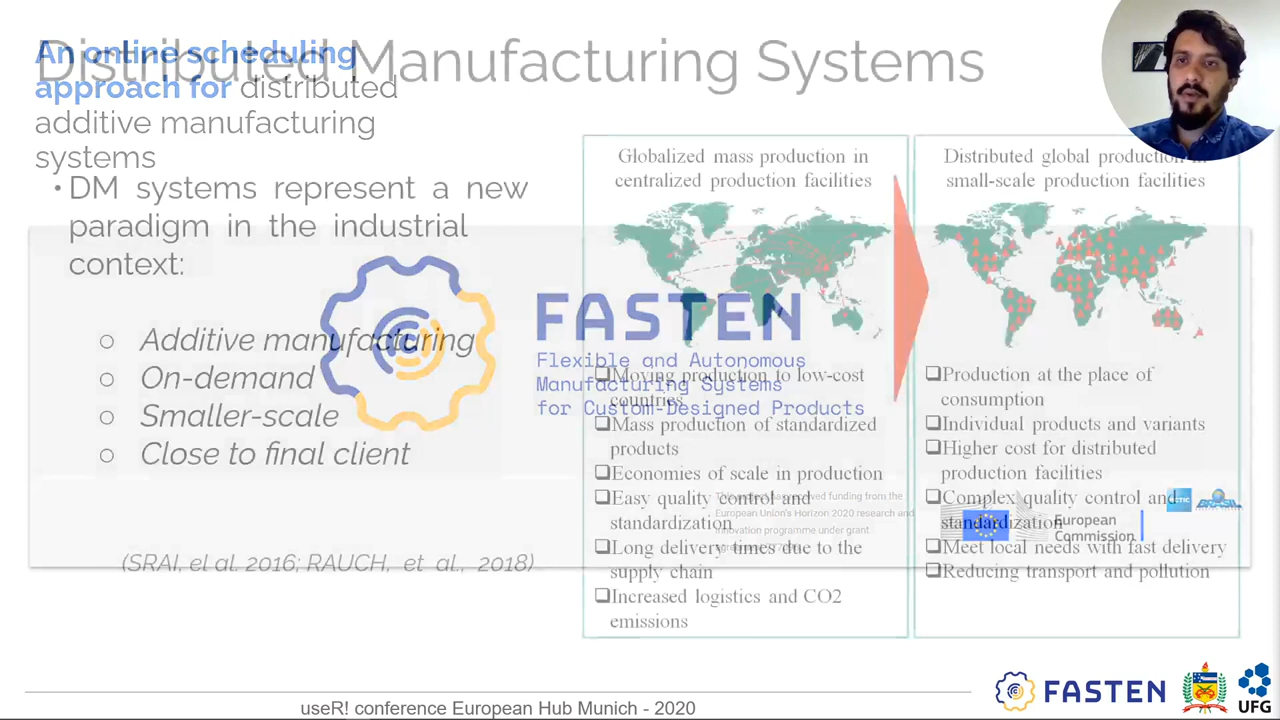 An online scheduling
approach for distributed
additive manufacturing
systems
Distributed Manufacturing Systems
• DM systems represent a new
paradigm in the industrial
context:
○ Additive manufacturing
○ On-demand
○ Smaller-scale
○ Close to final client
(SRAI, el al. 2016; RAUCH, et al., 2018)
FASTEN
Flexible and Autonomous
Manufacturing Systems
for Custom-Designed Products
Globalized mass production in
centralized production facilities
❑Moving production to low-cost
countries
❑Mass production of standardized
products
❑Economies of scale in production
❑Easy quality control and
standardization
❑Long delivery times due to the
supply chain
❑Increased logistics and CO2
emissions
Distributed global production in
small-scale production facilities
❑Production at the place of
consumption
❑Individual products and variants
❑Higher cost for distributed
production facilities
❑Complex quality control and
standardization
❑Meet local needs with fast delivery
❑Reducing transport and pollution
funding from the
European Union's Horizon 2020 research and
innovation programme under grant
European
Commission
CTIC
BRASIL
useR! conference European Hub Munich - 2020
FASTEN
UFG